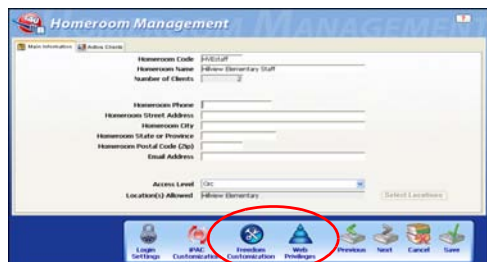 Homeroom Management
Main Information Active Clients
Homeroom Code HVEstaff
Homeroom Name Hillview Elementary Staff
Number of Clients 2
Homeroom Phone
Homeroom Street Address
Homeroom City
Homeroom State or Province
Homeroom Postal Code (Zip)
Email Address
Access Level Circ
Location(s) Allowed Hillview Elementary Select Locations
Login Settings iPAC Customization Freedom Customization Web Privileges Previous Next Cancel Save